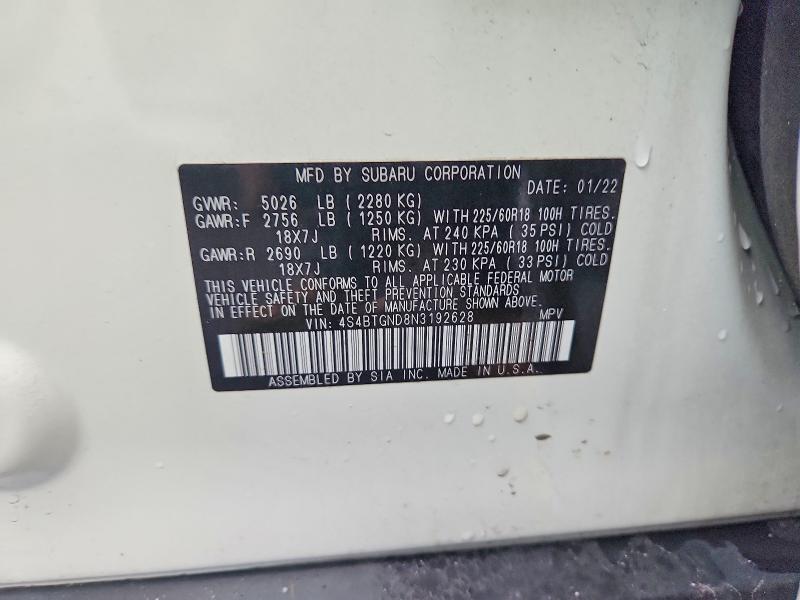 MFD BY SUBARU CORPORATION
DATE: 01/22
GVWR: 5026 LB ( 2280 KG)
GAWR:F 2756 LB ( 1250 KG) WITH 225/60R18 100H TIRES.
18X7J RIMS. AT 240 KPA ( 35 PSI) COLD
GAWR:R 2690 LB ( 1220 KG) WITH 225/60R18 100H TIRES.
18X7J RIMS. AT 230 KPA ( 33 PSI) COLD
THIS VEHICLE CONFORMS TO ALL APPLICABLE FEDERAL MOTOR
VEHICLE SAFETY AND THEFT PREVENTION STANDARDS
IN EFFECT ON THE DATE OF MANUFACTURE SHOWN ABOVE.
VIN: 4S4BTGND8N3192628 MPV
ASSEMBLED BY SIA INC. MADE IN U.S.A.